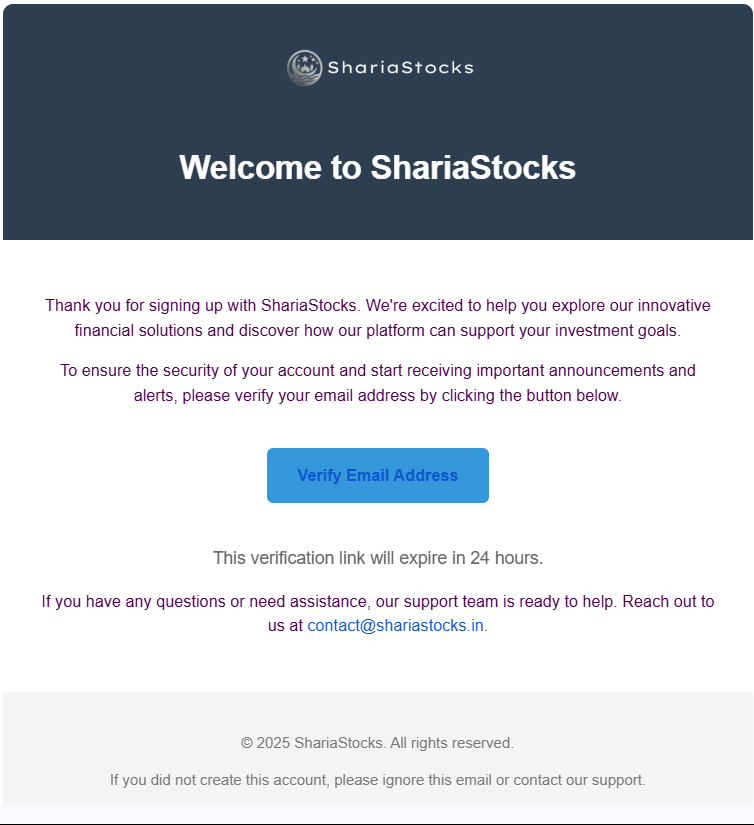 ShariaStocks
Welcome to ShariaStocks
Thank you for signing up with ShariaStocks. We're excited to help you explore our innovative
financial solutions and discover how our platform can support your investment goals.
To ensure the security of your account and start receiving important announcements and
alerts, please verify your email address by clicking the button below.
Verify Email Address
This verification link will expire in 24 hours.
If you have any questions or need assistance, our support team is ready to help. Reach out to
us at contact@shariastocks.in.
© 2025 ShariaStocks. All rights reserved.
If you did not create this account, please ignore this email or contact our support.